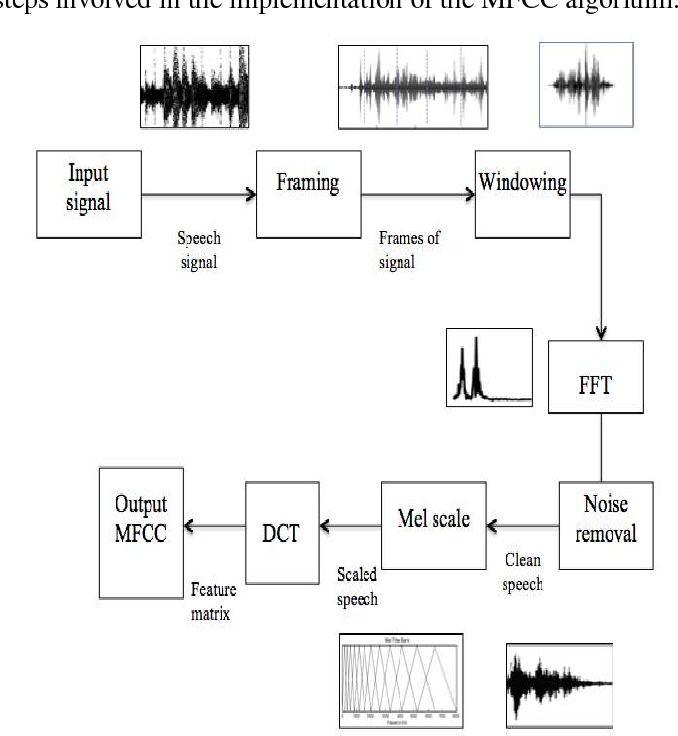 steps involved in the implementation of the MFCC algorithm.
Input
signal
Framing
Windowing
Speech
signal
Frames of
signal
FFT
Output
MFCC
DCT
Mel scale
Noise
removal
Feature
matrix
Scaled
speech
Clean
speech